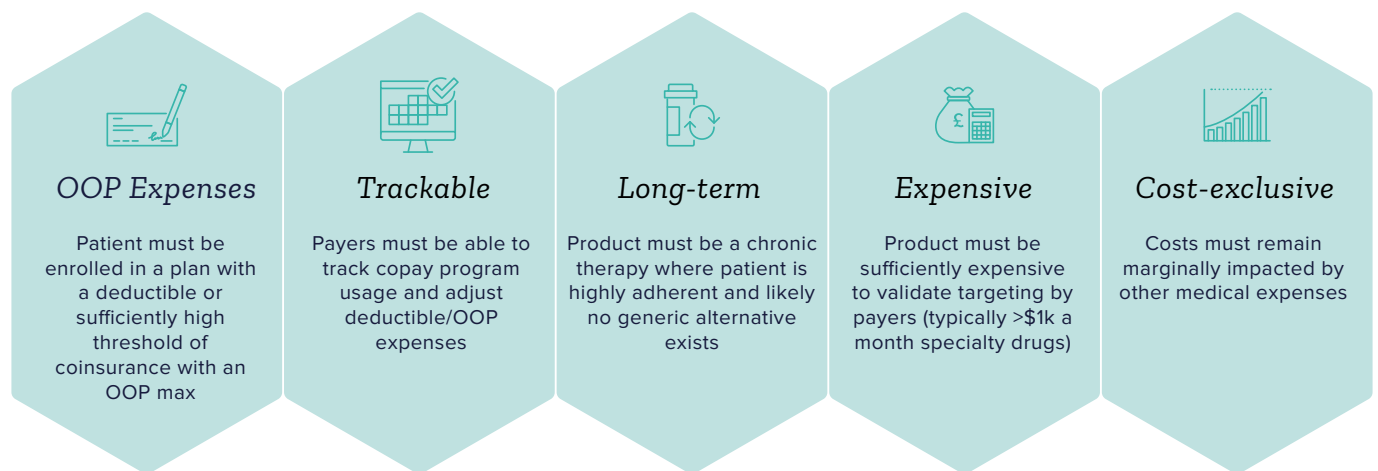 £
OOP Expenses
Patient must be
enrolled in a plan with
a deductible or
sufficiently high
threshold of
coinsurance with an
OOP max
Trackable
Payers must be able to
track copay program
usage and adjust
deductible/OOP
expenses
Long-term
Product must be a chronic
therapy where patient is
highly adherent and likely
no generic alternative
exists
Expensive
Product must be
sufficiently expensive
to validate targeting by
payers (typically >$1k a
month specialty drugs)
Cost-exclusive
Costs must remain
marginally impacted by
other medical expenses